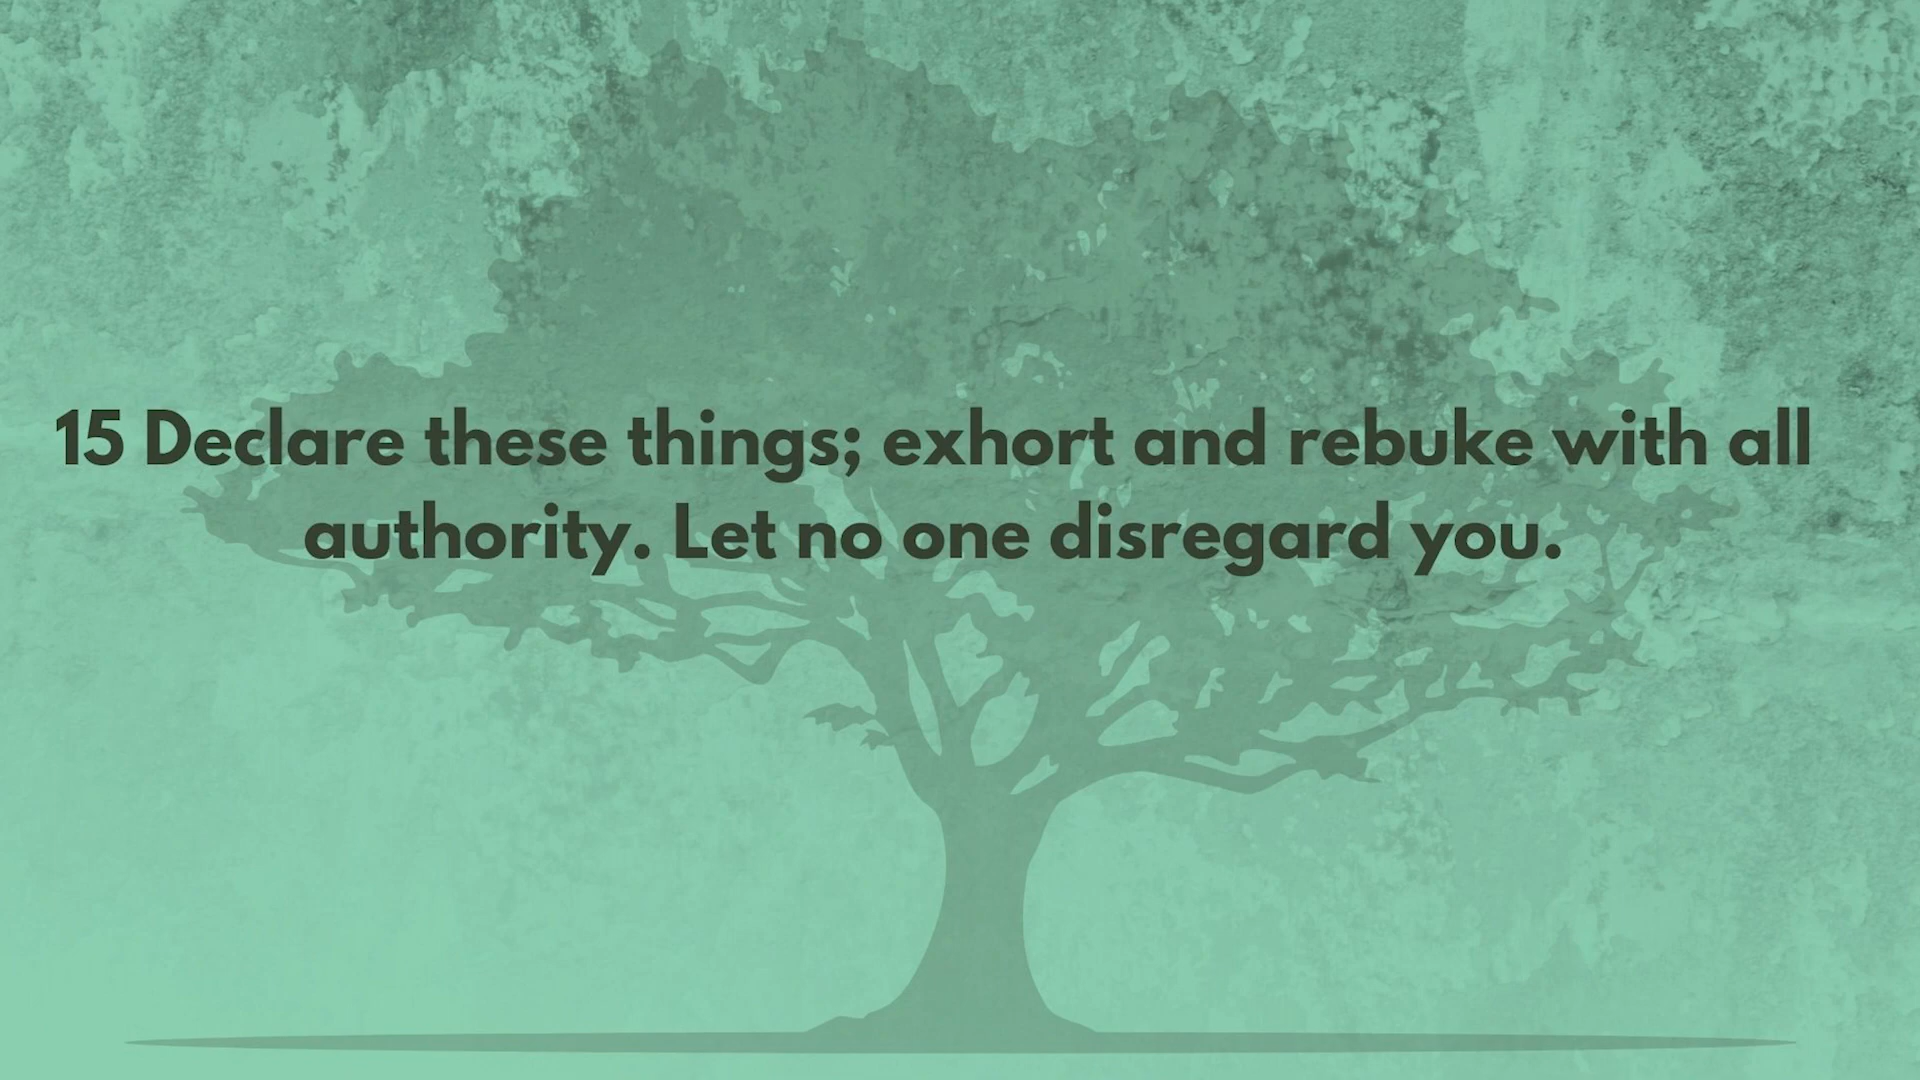 15 Declare these things; exhort and rebuke with all
authority. Let no one disregard you.